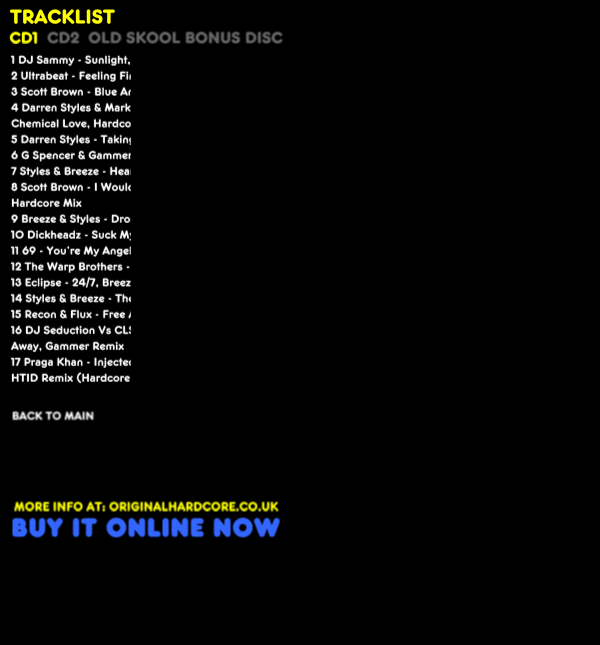 TRACKLIST
CD1 CD2 OLD SKOOL BONUS DISC
1 DJ Sammy - Sunlight,
2 Ultrabeat - Feeling
3 Scott Brown - Blue
4 Darren Styles & Mark
Chemical Love, Hardco
5 Darren Styles - Taking
6 G Spencer & Gammer
7 Styles & Breeze - Hea
8 Scott Brown - I Would
Hardcore Mix
9 Breeze & Styles - Dro
10 Dickheadz - Suck My
11 69 - You're My Angel
12 The Warp Brothers -
13 Eclipse - 24/7, Breez
14 Styles & Breeze - The
15 Recon & Flux - Free
16 DJ Seduction Vs CLS
Away, Gammer Remix
17 Praga Khan - Injected
HTID Remix (Hardcore
BACK TO MAIN
MORE INFO AT: ORIGINALHARDCORE.CO.UK
BUY IT ONLINE NOW